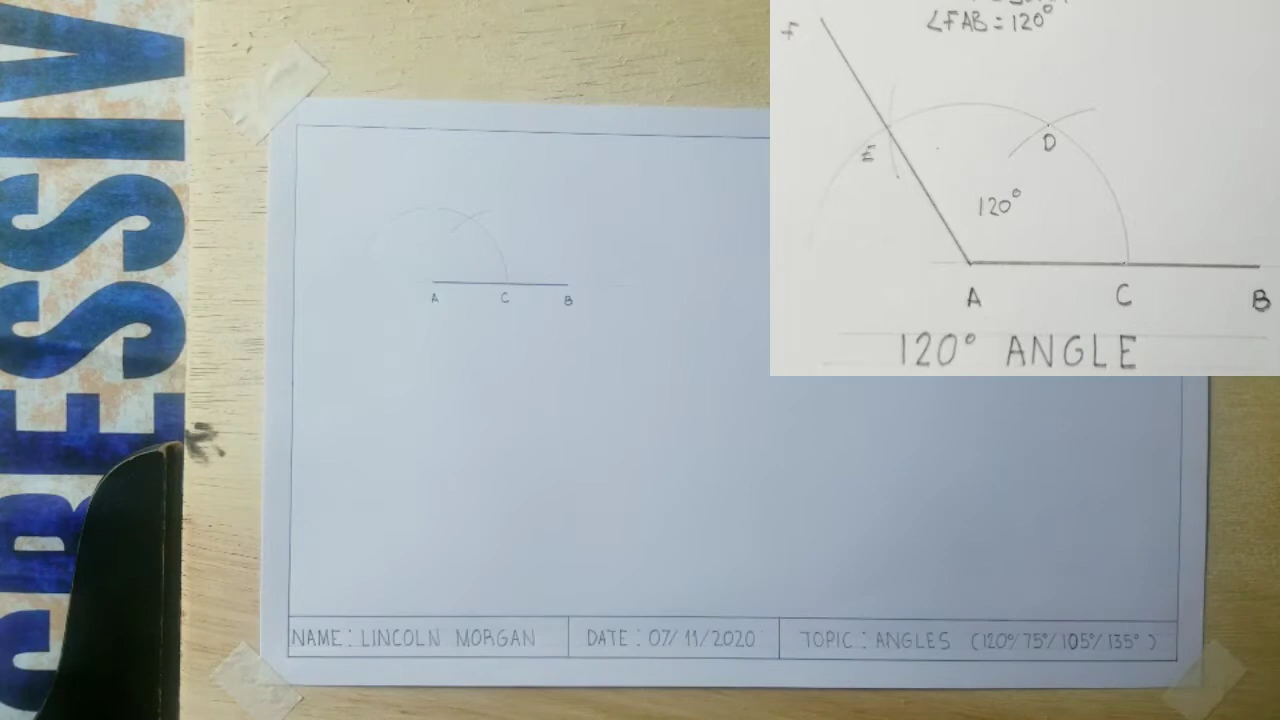 ∠FAB = 120°
F
E
D
120°
A C B
120° ANGLE
A C B
NAME : LINCOLN MORGAN
DATE : 07/11/2020
TOPIC : ANGLES (120°/75°/105°/135°)